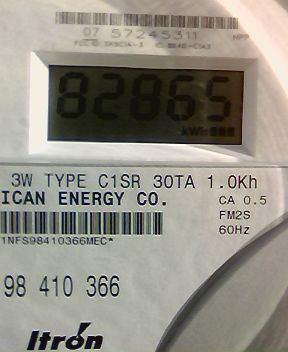 07 57245311
82865
kWh
3W TYPE C1SR 30TA 1.0Kh
ICAN ENERGY CO.
CA 0.5
FM2S
60Hz
1NFS98410366MEC*
98 410 366
Itron